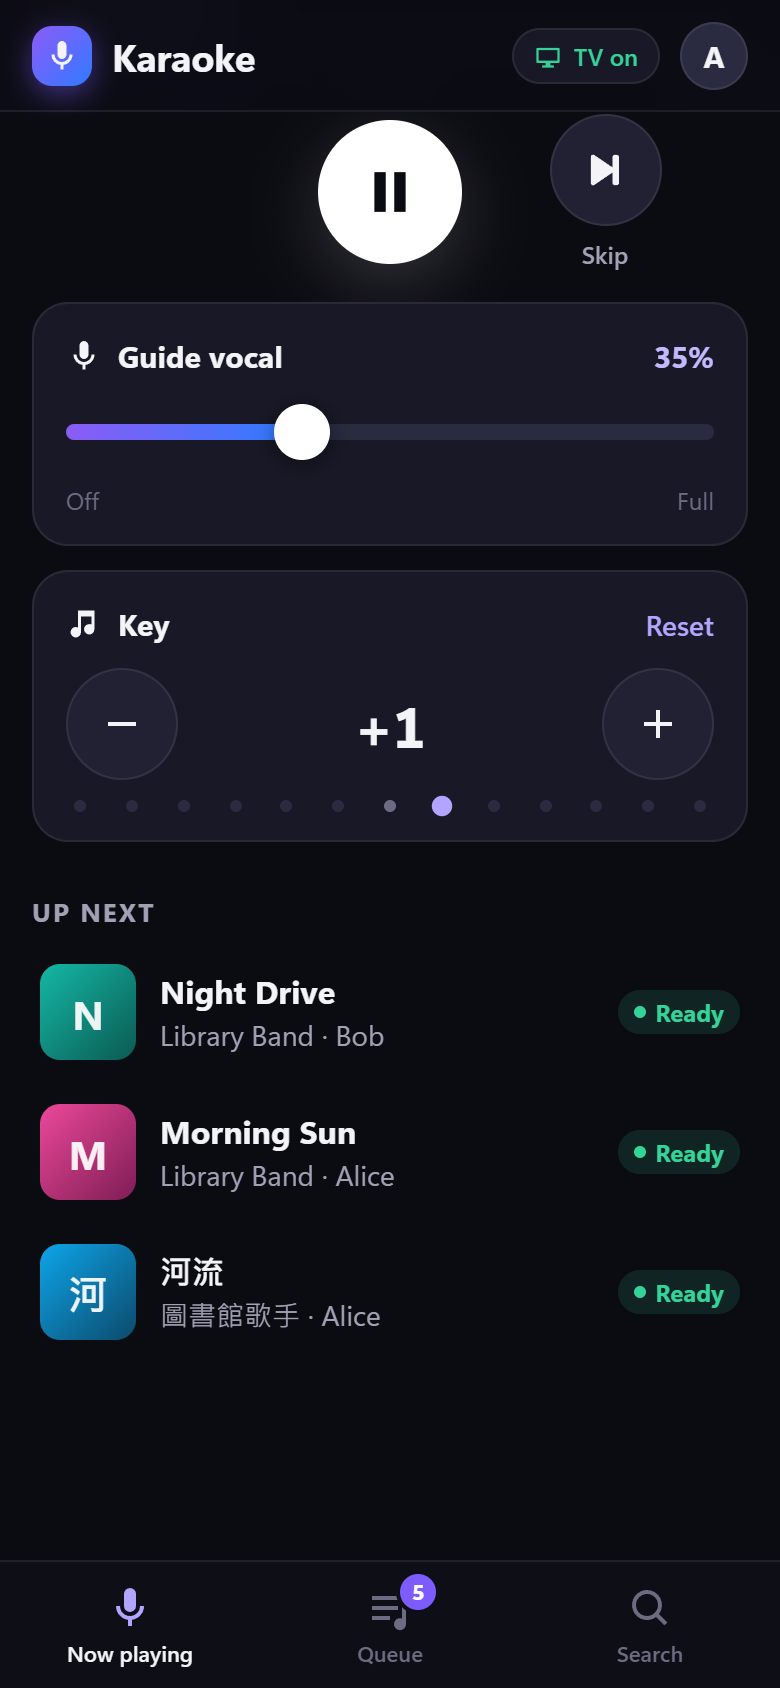 Karaoke
TV on
A
Skip
Guide vocal
35%
Off
Full
Key
Reset
+1
UP NEXT
N
Night Drive
Library Band · Bob
Ready
M
Morning Sun
Library Band · Alice
Ready
河
河流
圖書館歌手 · Alice
Ready
5
Now playing
Queue
Search